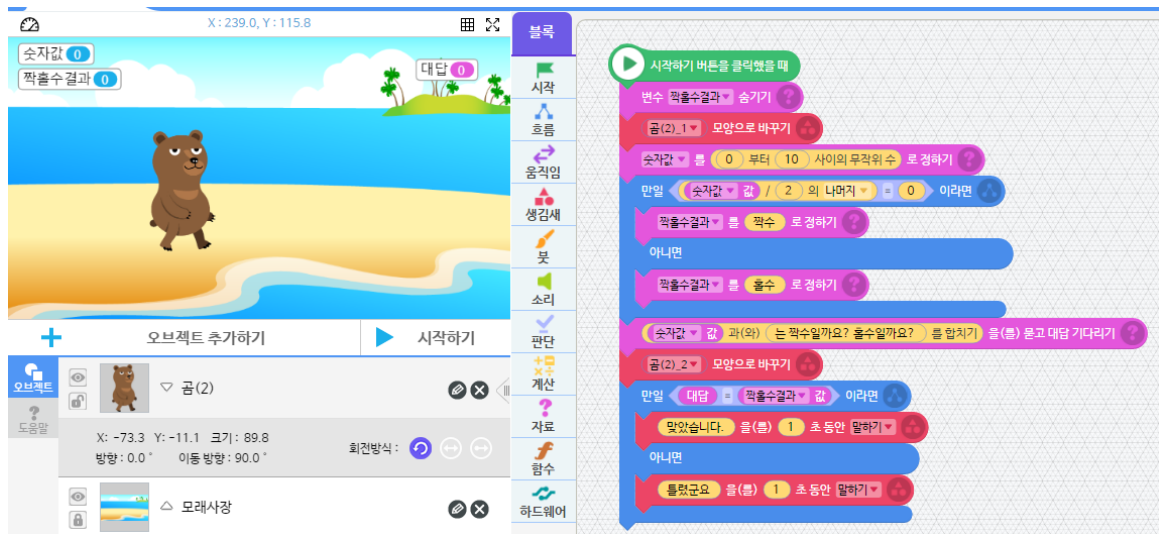 X : 239.0, Y : 115.8
숫자값 0
짝홀수결과 0
대답 0
오브젝트 추가하기
시작하기
오브젝트
도움말
곰(2)
X: -73.3 Y: -11.1 크기 : 89.8
방향 : 0.0 ° 이동 방향 : 90.0 °
회전방식 :
모래사장
블록
시작
흐름
움직임
생김새
붓
소리
판단
계산
자료
함수
하드웨어
시작하기 버튼을 클릭했을 때
변수 짝홀수결과 숨기기
곰(2)_1 모양으로 바꾸기
숫자값 를 0 부터 10 사이의 무작위 수 로 정하기
만일 숫자값 값 / 2 의 나머지 = 0 이라면
짝홀수결과 를 짝수 로 정하기
아니면
짝홀수결과 를 홀수 로 정하기
숫자값 값 과(와) 는 짝수일까요? 홀수일까요? 를 합치기 을(를) 묻고 대답 기다리기
곰(2)_2 모양으로 바꾸기
만일 대답 = 짝홀수결과 값 이라면
맞았습니다. 을(를) 1 초 동안 말하기
아니면
틀렸군요 을(를) 1 초 동안 말하기